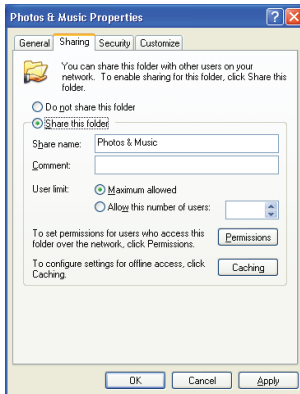 Photos & Music Properties
General Sharing Security Customize
You can share this folder with other users on your
network. To enable sharing for this folder, click Share this
folder.
Do not share this folder
Share this folder
Share name: Photos & Music
Comment:
User limit: Maximum allowed
Allow this number of users:
To set permissions for users who access this
folder over the network, click Permissions.
Permissions
To configure settings for offline access, click
Caching.
Caching
OK Cancel Apply